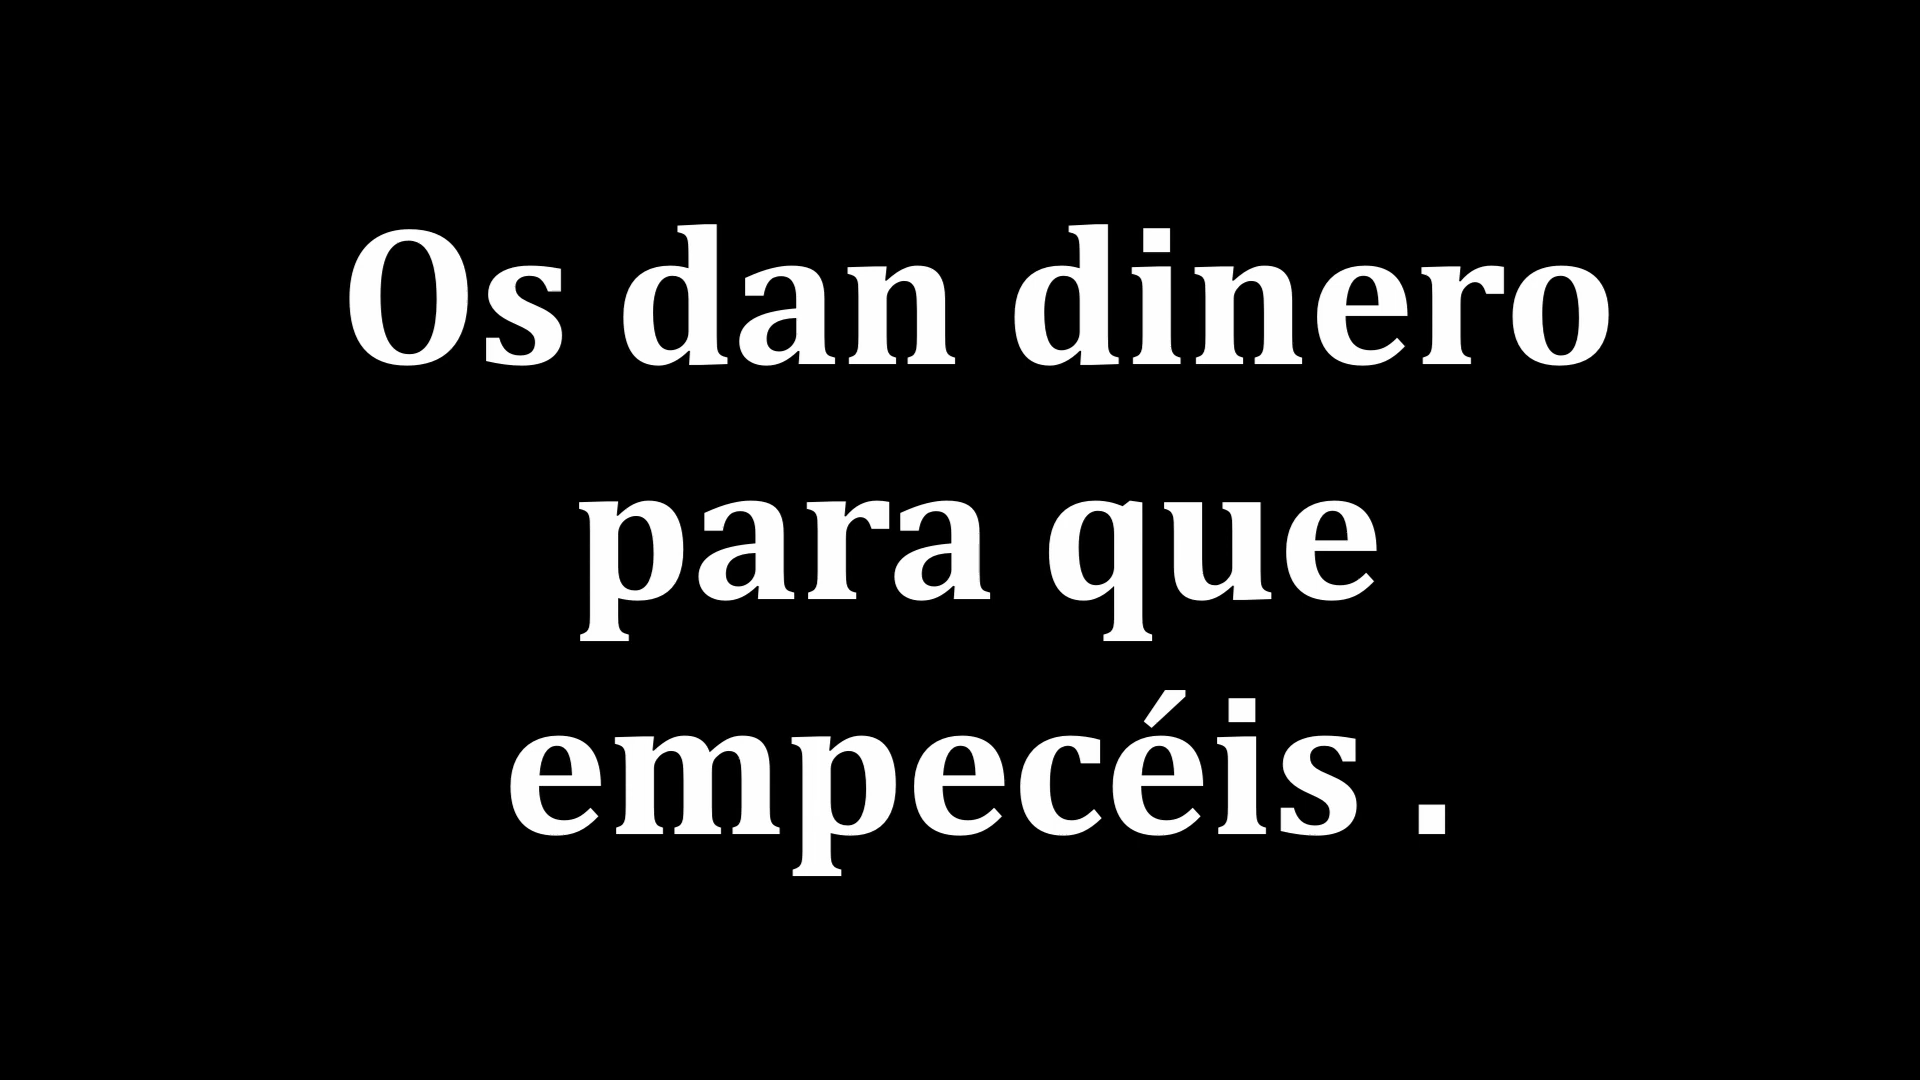 Os dan dinero
para que
empecéis .